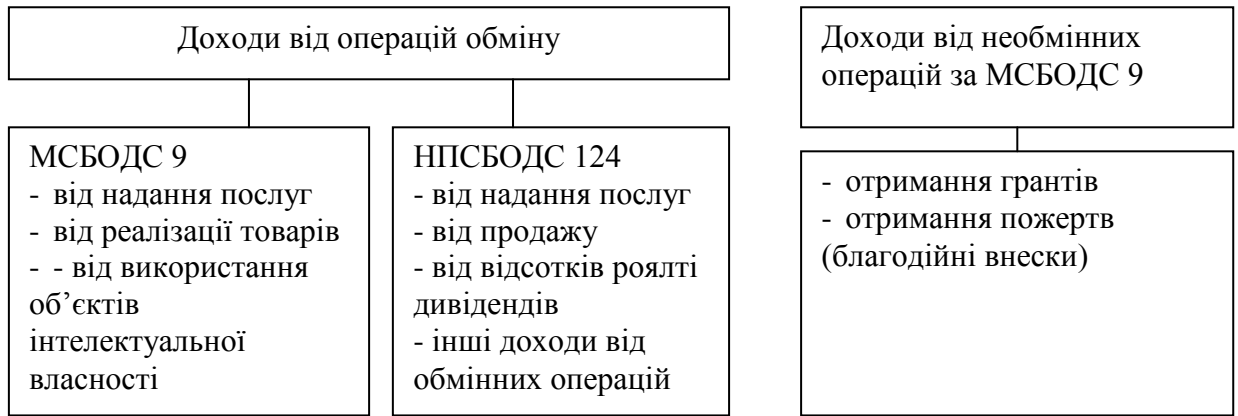 Доходи від операцій обміну
МСБОДС 9
- від надання послуг
- від реалізації товарів
- - від використання
об’єктів
інтелектуальної
власності
НПСБОДС 124
- від надання послуг
- від продажу
- від відсотків роялті
дивідендів
- інші доходи від
обмінних операцій
Доходи від необмінних
операцій за МСБОДС 9
- отримання грантів
- отримання пожертв
(благодійні внески)